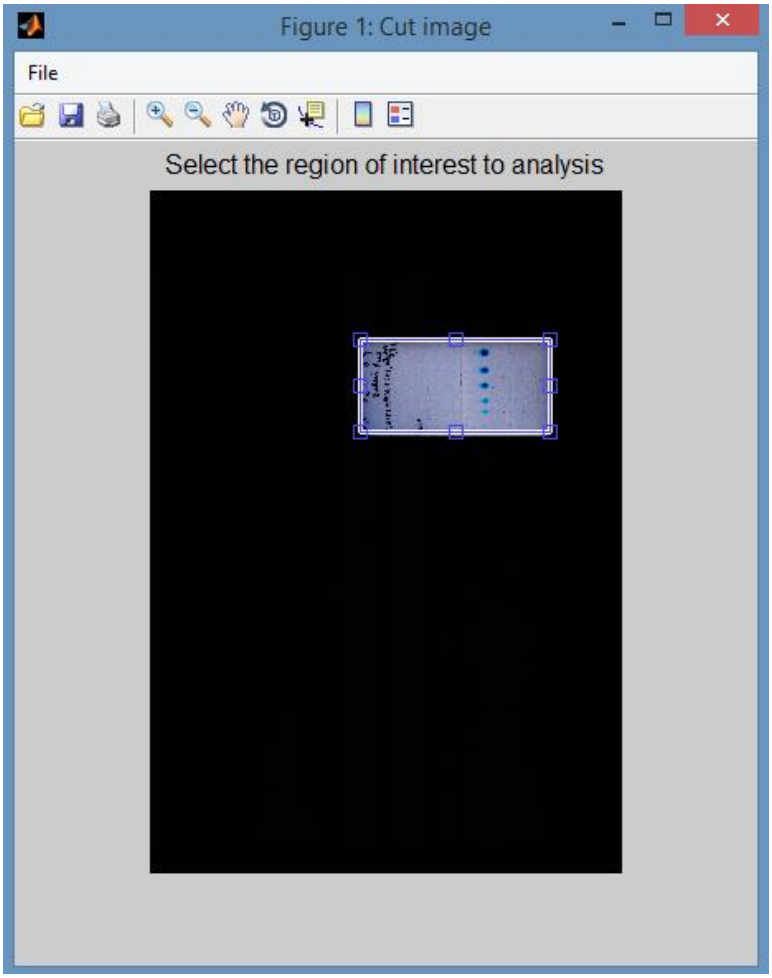 Figure 1: Cut image
File
Select the region of interest to analysis